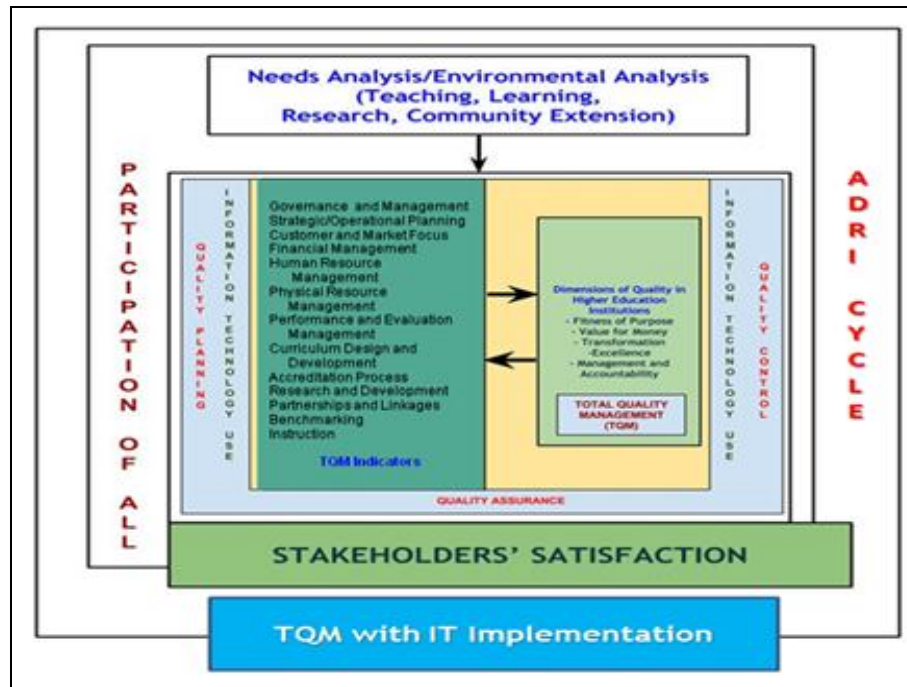 Needs Analysis/Environmental Analysis
(Teaching, Learning,
Research, Community Extension)
PARTICIPATION OF ALL
ADRI CYCLE
QUALITY PLANNING
INFORMATION TECHNOLOGY USE
Governance and Management
Strategic/Operational Planning
Customer and Market Focus
Financial Management
Human Resource
Management
Physical Resource
Management
Performance and Evaluation
Management
Curriculum Design and
Development
Accreditation Process
Research and Development
Partnerships and Linkages
Benchmarking
Instruction
TQM Indicators
Dimensions of Quality in
Higher Education
Institutions
- Fitness of Purpose
- Value for Money
- Transformation
-Excellence
- Management and
Accountability
TOTAL QUALITY
MANAGEMENT
(TQM)
INFORMATION TECHNOLOGY USE
QUALITY CONTROL
QUALITY ASSURANCE
STAKEHOLDERS' SATISFACTION
TQM with IT Implementation